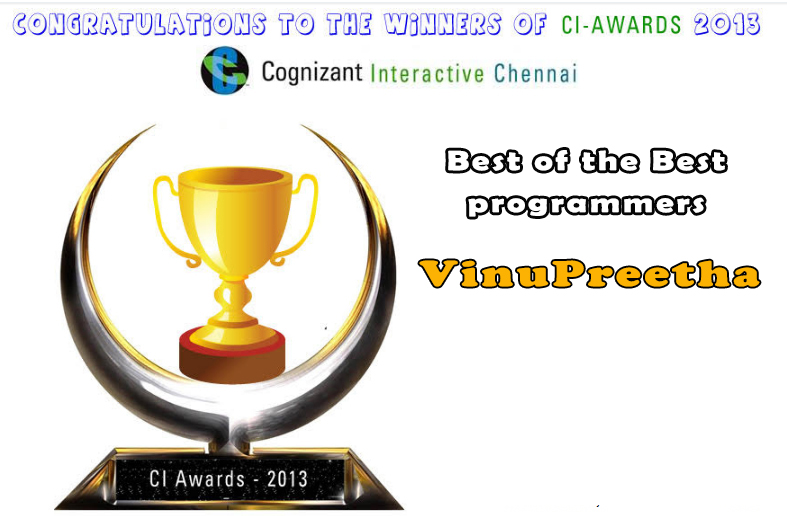 CONGRATULATIONS TO THE WINNERS OF CI-AWARDS 2013
Cognizant Interactive Chennai
Best of the Best
programmers
VinuPreetha
CI Awards - 2013